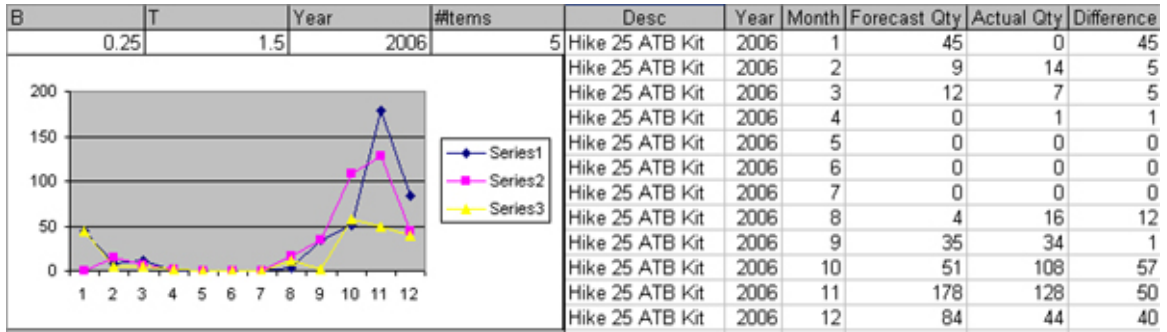 B T Year #Items Desc Year Month Forecast Qty Actual Qty Difference
0.25 1.5 2006 5 Hike 25 ATB Kit 2006 1 45 0 45
Hike 25 ATB Kit 2006 2 9 14 5
Hike 25 ATB Kit 2006 3 12 7 5
Hike 25 ATB Kit 2006 4 0 1 1
Hike 25 ATB Kit 2006 5 0 0 0
Hike 25 ATB Kit 2006 6 0 0 0
Hike 25 ATB Kit 2006 7 0 0 0
Hike 25 ATB Kit 2006 8 4 16 12
Hike 25 ATB Kit 2006 9 35 34 1
Hike 25 ATB Kit 2006 10 51 108 57
Hike 25 ATB Kit 2006 11 178 128 50
Hike 25 ATB Kit 2006 12 84 44 40
200
150
100
50
0
1 2 3 4 5 6 7 8 9 10 11 12
Series1
Series2
Series3